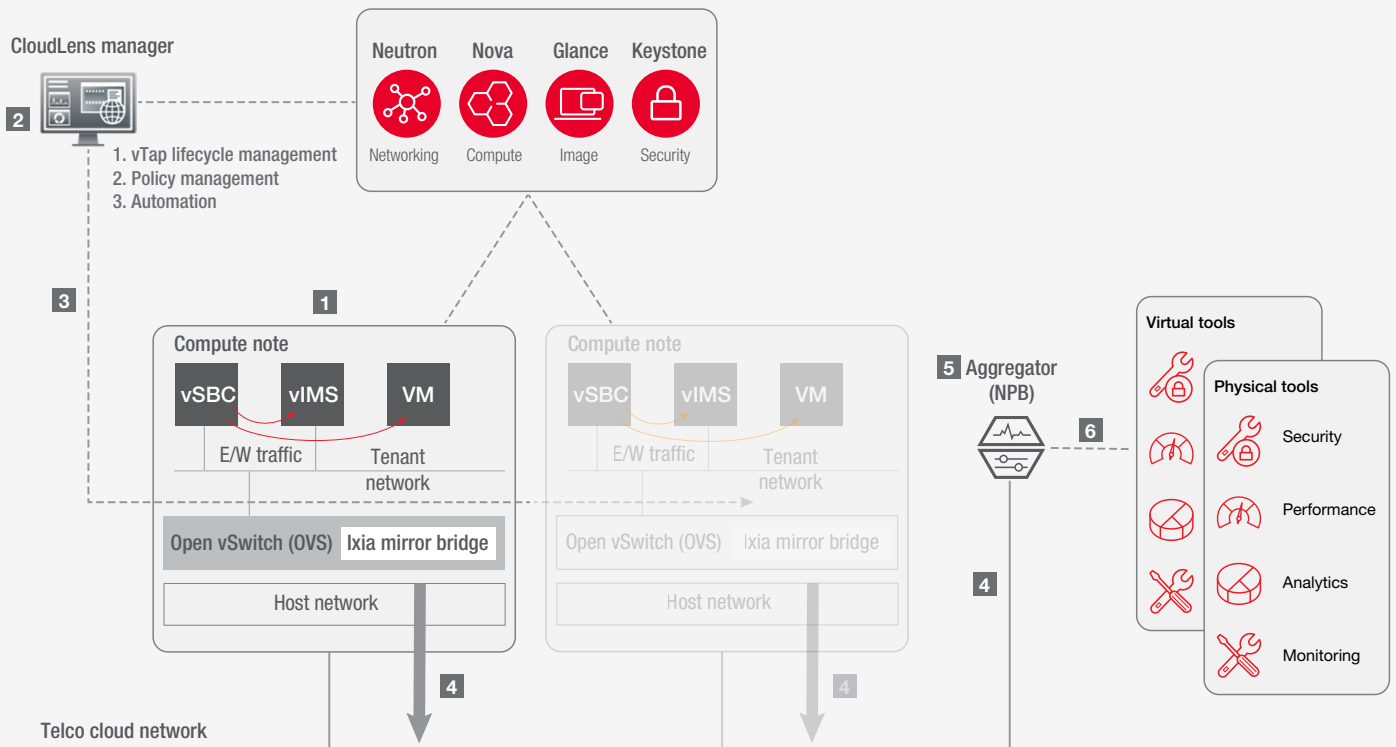 CloudLens manager
2
1. vTap lifecycle management
2. Policy management
3. Automation
Neutron Nova Glance Keystone
Networking Compute Image Security
3
1
Compute note
vSBC vIMS VM
E/W traffic
Tenant
network
Open vSwitch (OVS) Ixia mirror bridge
Host network
4
Compute note
vSBC vIMS VM
E/W traffic
Tenant
network
Open vSwitch (OVS) Ixia mirror bridge
Host network
4
Telco cloud network
5 Aggregator
(NPB)
6
4
Virtual tools
Physical tools
Security
Performance
Analytics
Monitoring